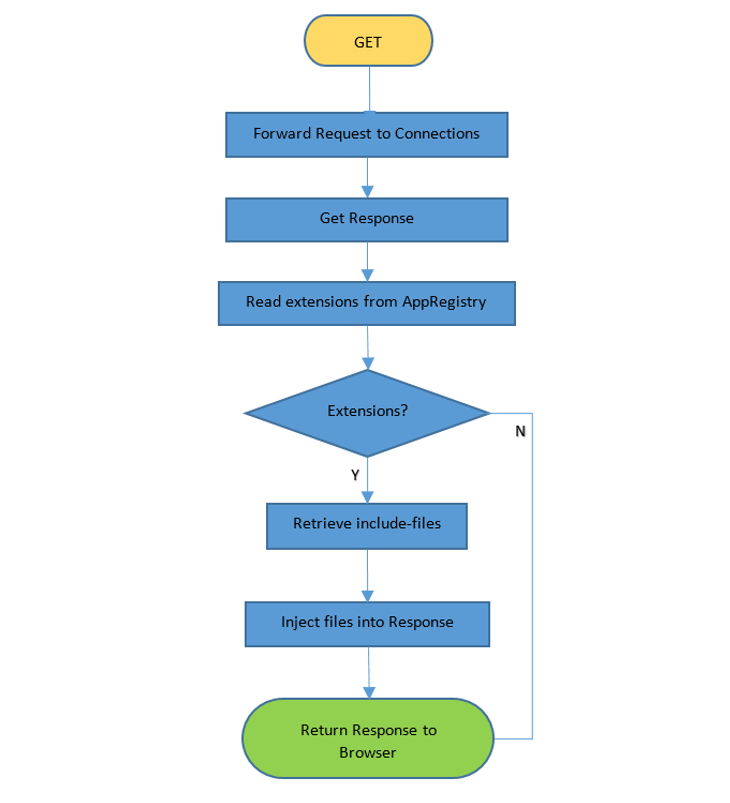 GET
Forward Request to Connections
Get Response
Read extensions from AppRegistry
Extensions?
N
Y
Retrieve include-files
Inject files into Response
Return Response to
Browser